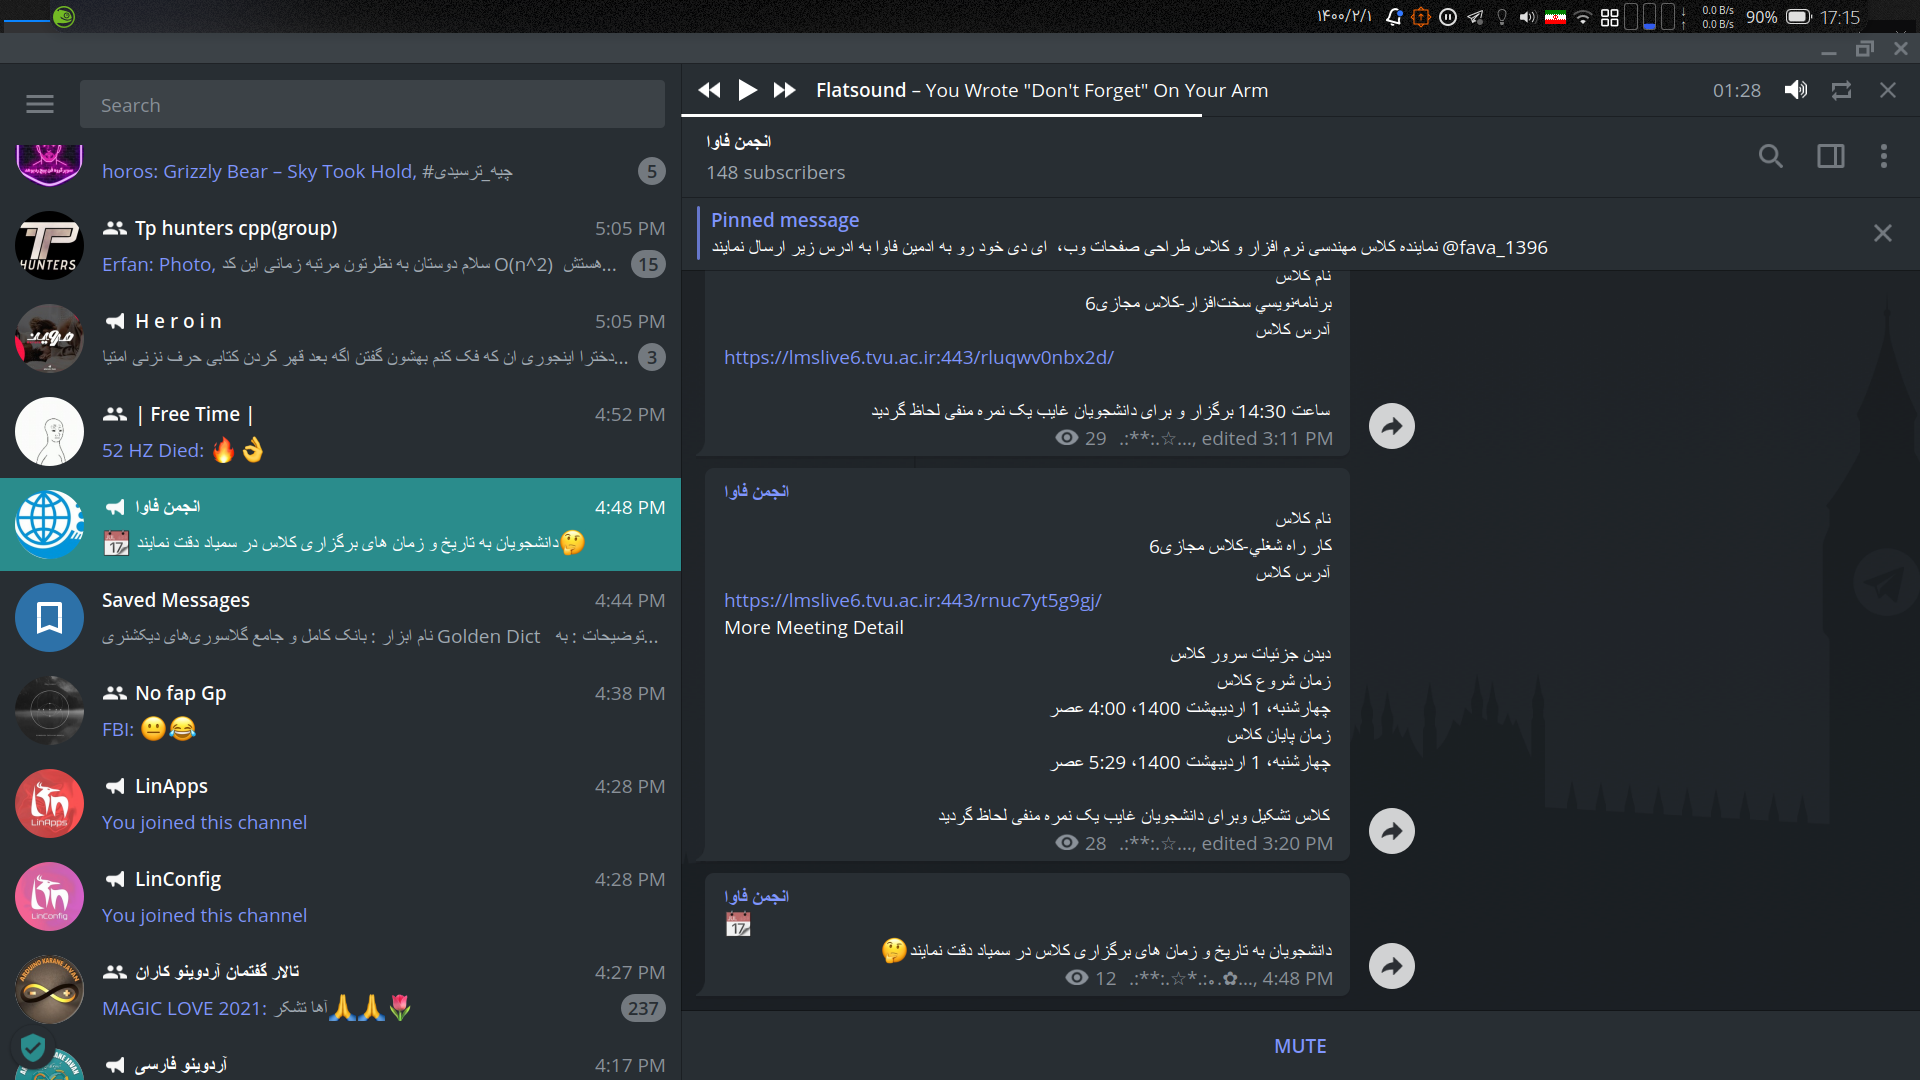 ۱۴۰۰/۲/۱
0.0 B/s
0.0 B/s
90%
17:15
Search
horos: Grizzly Bear – Sky Took Hold, #چیه_ترسیدی
5
Tp hunters cpp(group)
5:05 PM
Erfan: Photo, سلام دوستان به نظرتون مرتبه زمانی این کد O(n^2) هستش...
15
TP HUNTERS
H e r o i n
5:05 PM
دخترا اینجوری ان که فک کنم بهشون گفتن اگه بعد قهر کردن کتابی حرف نزنی امتیا...
3
| Free Time |
4:52 PM
52 HZ Died: 🔥👌
انجمن فاوا
4:48 PM
📅 دانشجویان به تاریخ و زمان های برگزاری کلاس در سمیاد دقت نمایند🤔
Saved Messages
4:44 PM
نام ابزار : بانک کامل و جامع گلاسوری‌های دیکشنری Golden Dict توضیحات : به...
No fap Gp
4:38 PM
FBI: 😐😂
LinApps
4:28 PM
You joined this channel
LinApps
LinConfig
4:28 PM
You joined this channel
LinConfig
تالار گفتمان آردوینو کاران
4:27 PM
MAGIC LOVE 2021: آها تشکر🙏🙏🌷
237
ARDUINO KARANE JAVAN
آردوینو فارسی
4:17 PM
Flatsound – You Wrote "Don't Forget" On Your Arm
01:28
انجمن فاوا
148 subscribers
Pinned message
نماینده کلاس مهندسی نرم افزار و کلاس طراحی صفحات وب، ای دی خود رو به ادمین فاوا به ادرس زیر ارسال نمایند @fava_1396
نام کلاس
برنامه‌نویسي سخت‌افزار-کلاس مجازی6
آدرس کلاس
https://lmslive6.tvu.ac.ir:443/rluqwv0nbx2d/
ساعت 14:30 برگزار و برای دانشجویان غایب یک نمره منفی لحاظ گردید
29 .:**:.☆..., edited 3:11 PM
انجمن فاوا
نام کلاس
کار راه شغلي-کلاس مجازی6
آدرس کلاس
https://lmslive6.tvu.ac.ir:443/rnuc7yt5g9gj/
More Meeting Detail
دیدن جزئیات سرور کلاس
زمان شروع کلاس
چهارشنبه، 1 اردیبهشت 1400، 4:00 عصر
زمان پایان کلاس
چهارشنبه، 1 اردیبهشت 1400، 5:29 عصر
کلاس تشکیل وبرای دانشجویان غایب یک نمره منفی لحاظ گردید
28 .:**:.☆..., edited 3:20 PM
انجمن فاوا
📅
دانشجویان به تاریخ و زمان های برگزاری کلاس در سمیاد دقت نمایند🤔
12 .:**:.☆*.:｡.✿..., 4:48 PM
MUTE